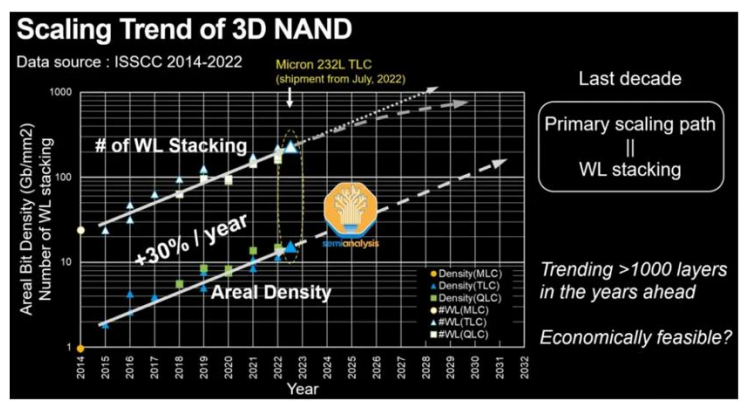 Scaling Trend of 3D NAND
Data source : ISSCC 2014-2022
Micron 232L TLC
(shipment from July, 2022)
Last decade
Primary scaling path
||
WL stacking
Trending >1000 layers
in the years ahead
Economically feasible?
Areal Bit Density (Gb/mm2)
Number of WL stacking
1000
100
10
1
# of WL Stacking
+30% / year
Areal Density
semianalysis
Density(MLC)
Density(TLC)
Density(QLC)
#WL(MLC)
#WL(TLC)
#WL(QLC)
2014
2015
2016
2017
2018
2019
2020
2021
2022
2023
2024
2025
2026
2027
2028
2029
2030
2031
2032
Year